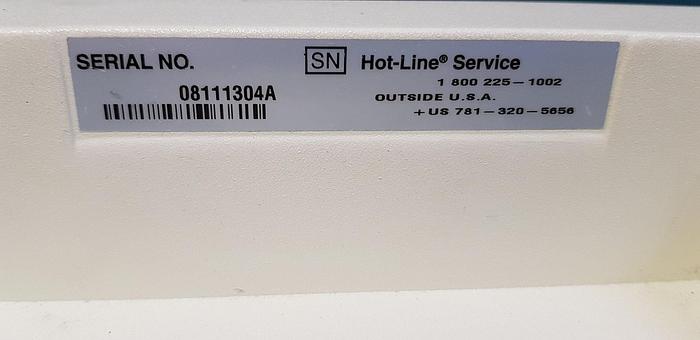 SERIAL NO.
08111304A
SN Hot-Line® Service
1 800 225-1002
OUTSIDE U.S.A.
+US 781-320-5656